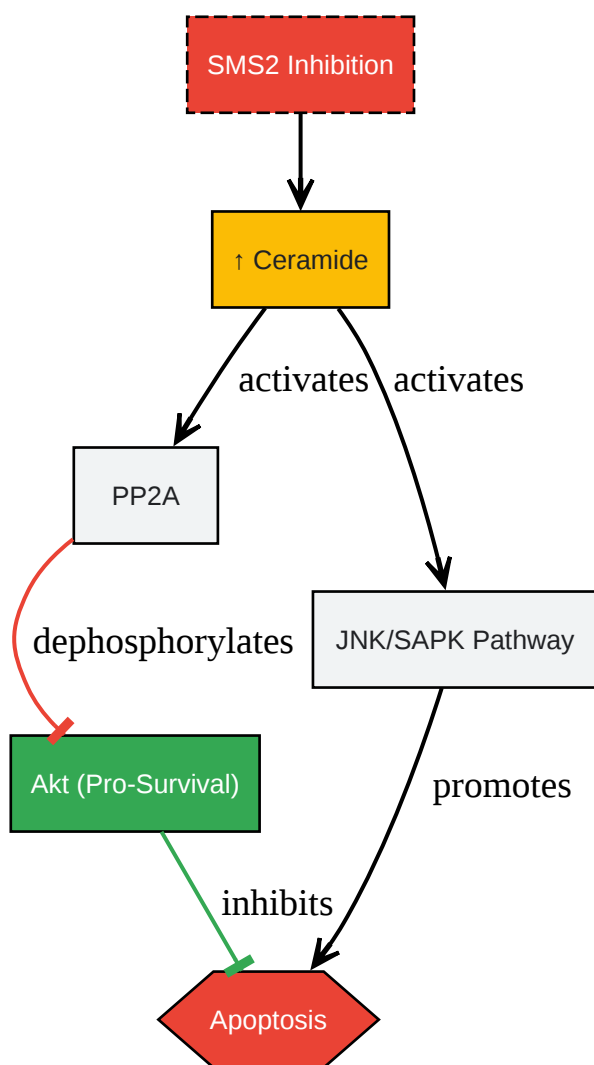 SMS2 Inhibition
↑ Ceramide
activates
activates
PP2A
dephosphorylates
JNK/SAPK Pathway
Akt (Pro-Survival)
promotes
inhibits
Apoptosis